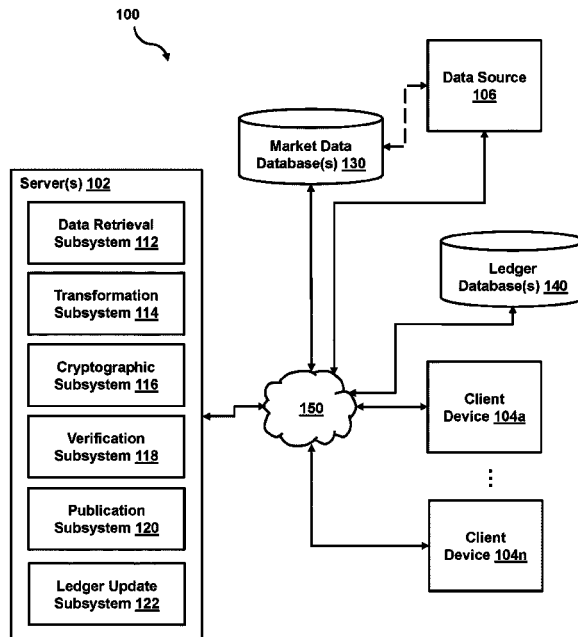 100
Data Source
106
Market Data
Database(s) 130
Server(s) 102
Data Retrieval
Subsystem 112
Transformation
Subsystem 114
Cryptographic
Subsystem 116
Verification
Subsystem 118
Publication
Subsystem 120
Ledger Update
Subsystem 122
Ledger
Database(s) 140
150
Client
Device 104a
Client
Device 104n